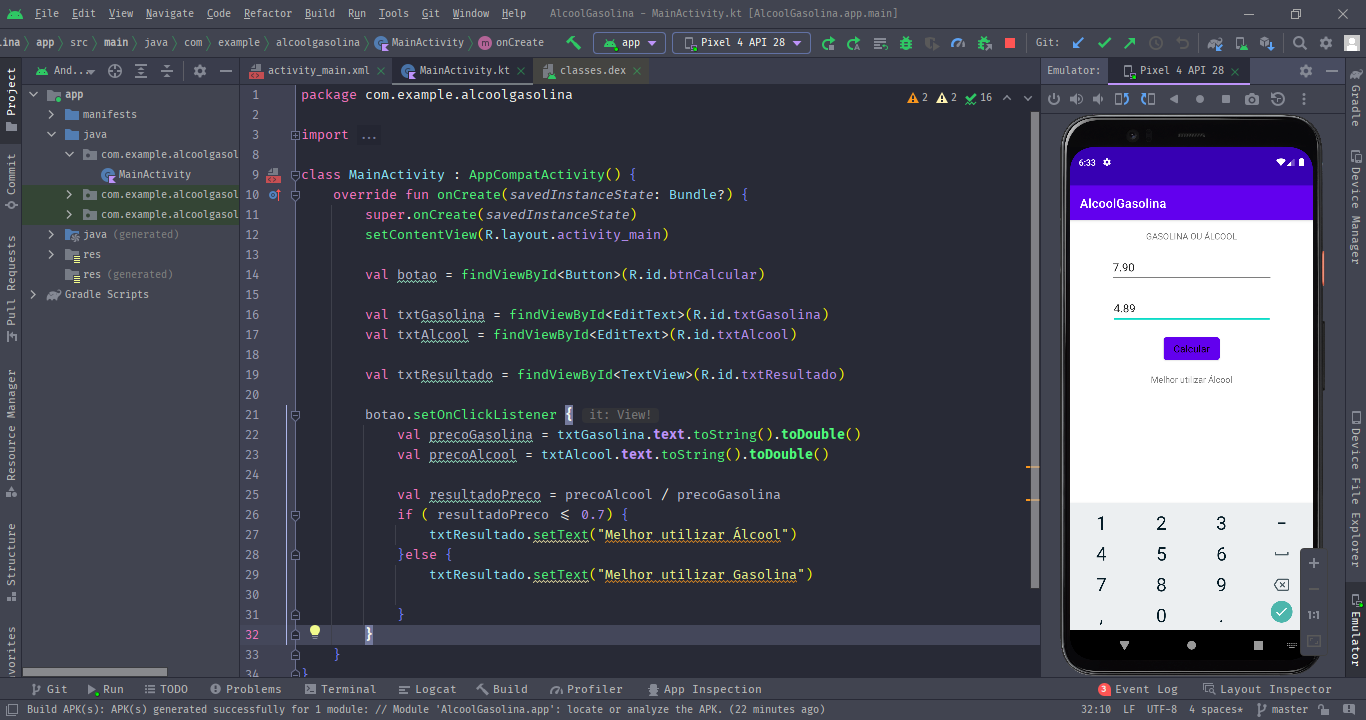 File Edit View Navigate Code Refactor Build Run Tools Git Window Help AlcoolGasolina - MainActivity.kt [AlcoolGasolina.app.main]
lina app src main java com example alcoolgasolina MainActivity onCreate app Pixel 4 API 28 Git:
Project
Commit
Pull Requests
Resource Manager
Structure
avorites
And...
app
manifests
java
com.example.alcoolgasol
MainActivity
com.example.alcoolgasol
com.example.alcoolgasol
java (generated)
res
res (generated)
Gradle Scripts
activity_main.xml MainActivity.kt classes.dex
2 2 16
1 package com.example.alcoolgasolina
2
3 import ...
8
9 class MainActivity : AppCompatActivity() {
10 override fun onCreate(savedInstanceState: Bundle?) {
11 super.onCreate(savedInstanceState)
12 setContentView(R.layout.activity_main)
13
14 val botao = findViewById<Button>(R.id.btnCalcular)
15
16 val txtGasolina = findViewById<EditText>(R.id.txtGasolina)
17 val txtAlcool = findViewById<EditText>(R.id.txtAlcool)
18
19 val txtResultado = findViewById<TextView>(R.id.txtResultado)
20
21 botao.setOnClickListener { it: View!
22 val precoGasolina = txtGasolina.text.toString().toDouble()
23 val precoAlcool = txtAlcool.text.toString().toDouble()
24
25 val resultadoPreco = precoAlcool / precoGasolina
26 if ( resultadoPreco <= 0.7) {
27 txtResultado.setText("Melhor utilizar Álcool")
28 }else {
29 txtResultado.setText("Melhor utilizar Gasolina")
30
31 }
32 }
33 }
34 }
Emulator: Pixel 4 API 28
6:33
AlcoolGasolina
GASOLINA OU ÁLCOOL
7.90
4.89
Calcular
Melhor utilizar Álcool
1 2 3 -
4 5 6
7 8 9
, 0 .
1:1
Gradle
Device Manager
Device File Explorer
Emulator
Git Run TODO Problems Terminal Logcat Build Profiler App Inspection 3 Event Log Layout Inspector
Build APK(s): APK(s) generated successfully for 1 module: // Module 'AlcoolGasolina.app': locate or analyze the APK. (22 minutes ago) 32:10 LF UTF-8 4 spaces* master